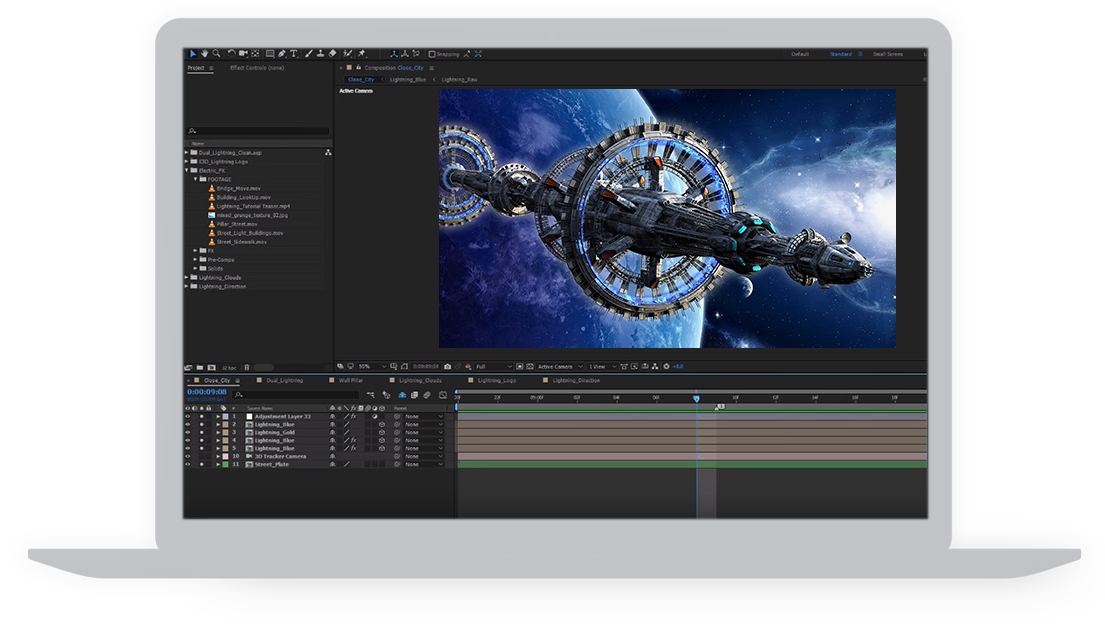 Snapping
Default
Standard
Small Screen
Project
Effect Controls (none)
Composition Close_City
Close_City
Lightning_Blue
Lightning_Raw
Active Camera
Name
Dual_Lightning_Clean.aep
E3D_Lightning Logo
Electric_FX
FOOTAGE
Bridge_Move.mov
Building_LookUp.mov
Lightning_Tutorial Teaser.mp4
mixed_grunge_texture_02.jpg
Pillar_Street.mov
Street_Light_Buildings.mov
Street_Sidewalk.mov
FX
Pre-Comps
Solids
Lightning_Clouds
Lightning_Direction
32 bpc
50%
0:00:09:08
Full
Active Camera
1 View
+0.0
Close_City
Dual_Lightning
Wall Pillar
Lightning_Clouds
Lightning_Logo
Lightning_Direction
0:00:09:08
# Source Name
Parent
1 Adjustment Layer 33 None
2 Lightning_Blue None
3 Lightning_Gold None
4 Lightning_Blue None
5 Lightning_Blue None
10 3D Tracker Camera None
11 Street_Plate None